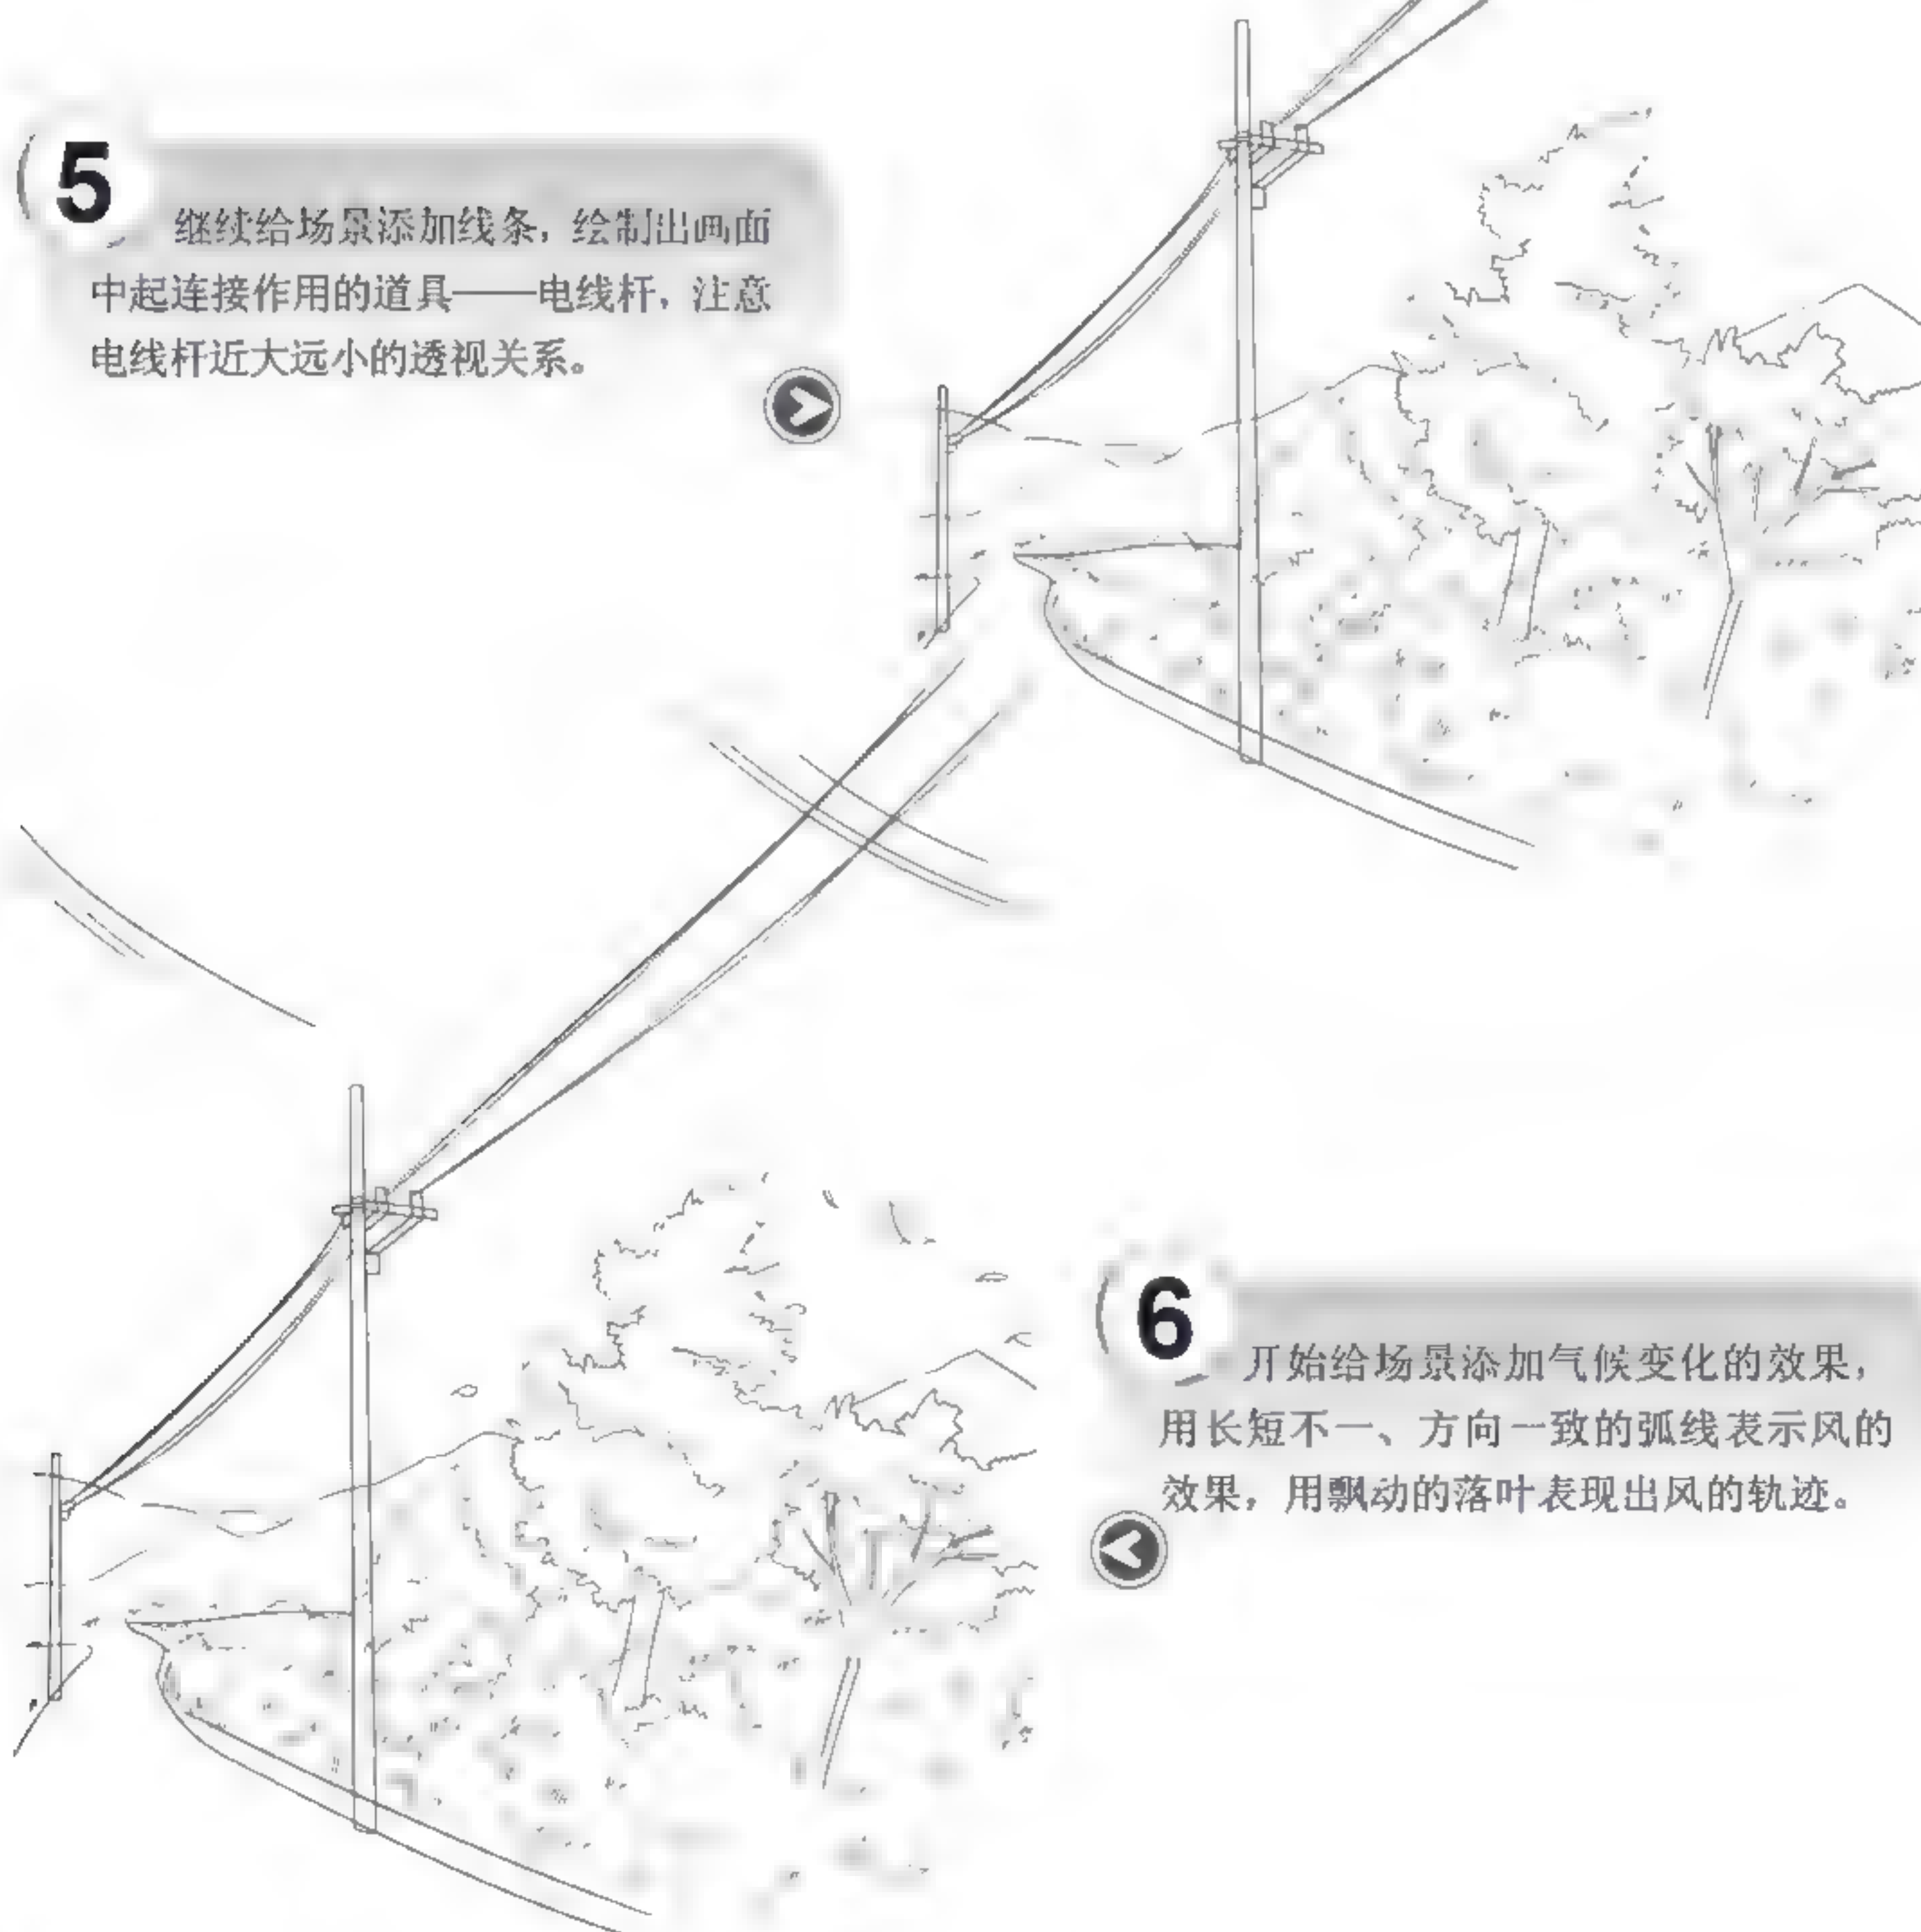 5
继续给场景添加线条，绘制出画面
中起连接作用的道具——电线杆，注意
电线杆近大远小的透视关系。
6
开始给场景添加气候变化的效果，
用长短不一、方向一致的弧线表示风的
效果，用飘动的落叶表现出风的轨迹。